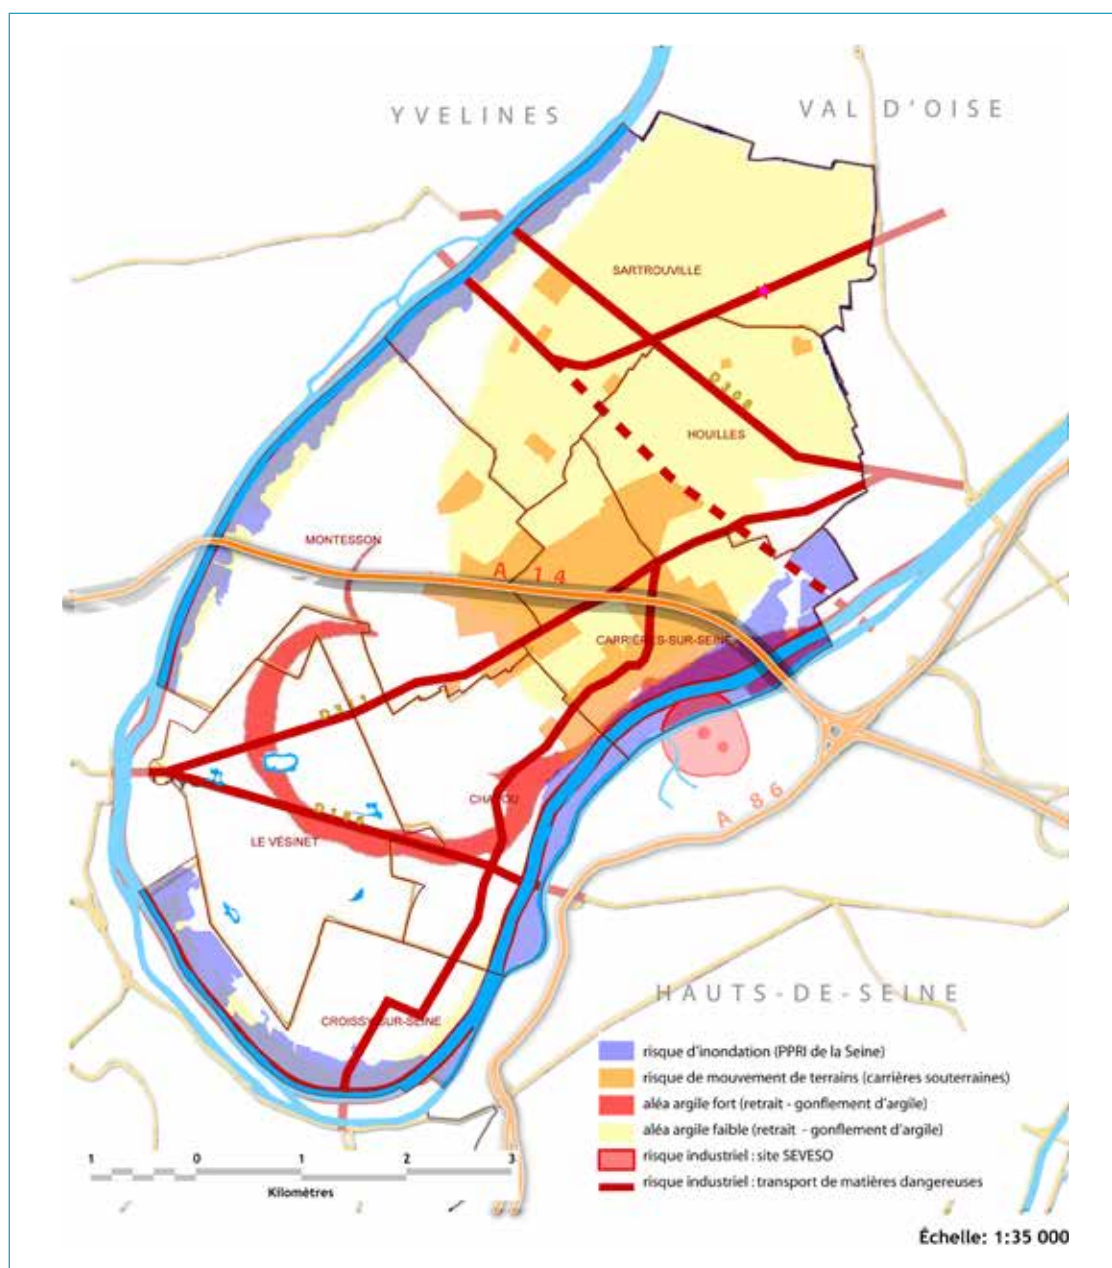 YVELINES
VAL D'OISE
SARTROUVILLE
D 308
HOUILLES
MONTESSON
A 14
CARRIÈRES-SUR-SEINE
D 311
A 86
CHATOU
D 186
LE VÉSINET
HAUTS-DE-SEINE
CROISSY-SUR-SEINE
risque d'inondation (PPRI de la Seine)
risque de mouvement de terrains (carrières souterraines)
aléa argile fort (retrait - gonflement d'argile)
aléa argile faible (retrait - gonflement d'argile)
risque industriel : site SEVESO
risque industriel : transport de matières dangereuses
1 0 1 2 3
Kilomètres
Échelle: 1:35 000